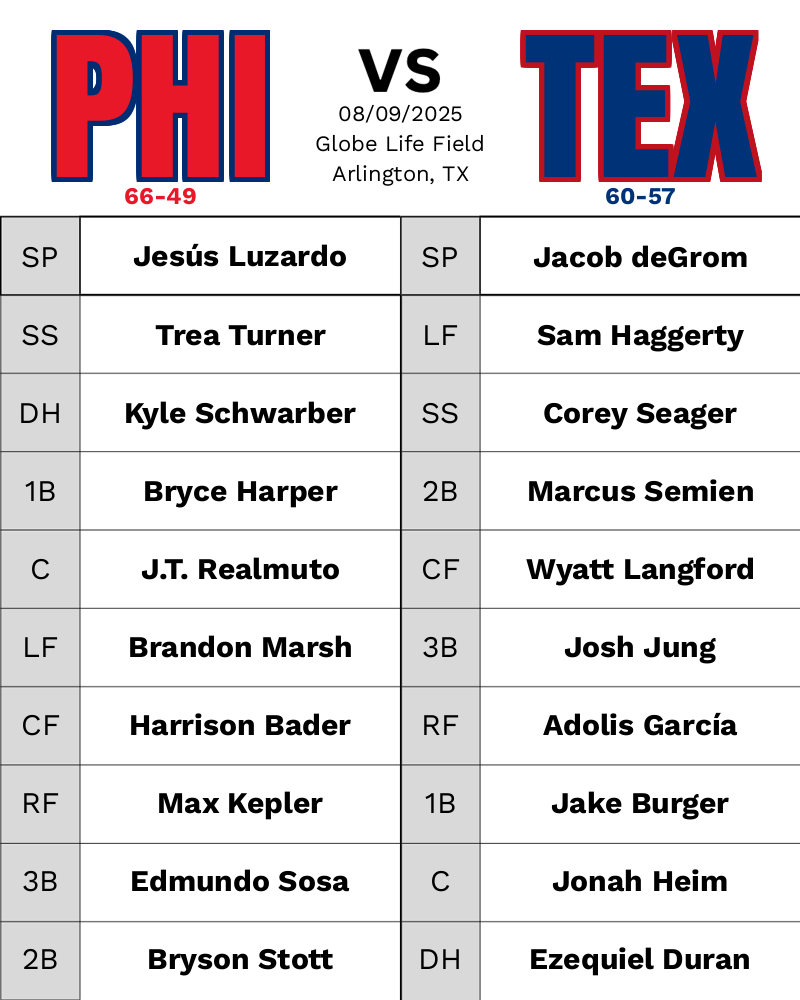 PHI
VS
TEX
08/09/2025
Globe Life Field
Arlington, TX
66-49
60-57
SP Jesús Luzardo SP Jacob deGrom
SS Trea Turner LF Sam Haggerty
DH Kyle Schwarber SS Corey Seager
1B Bryce Harper 2B Marcus Semien
C J.T. Realmuto CF Wyatt Langford
LF Brandon Marsh 3B Josh Jung
CF Harrison Bader RF Adolis García
RF Max Kepler 1B Jake Burger
3B Edmundo Sosa C Jonah Heim
2B Bryson Stott DH Ezequiel Duran